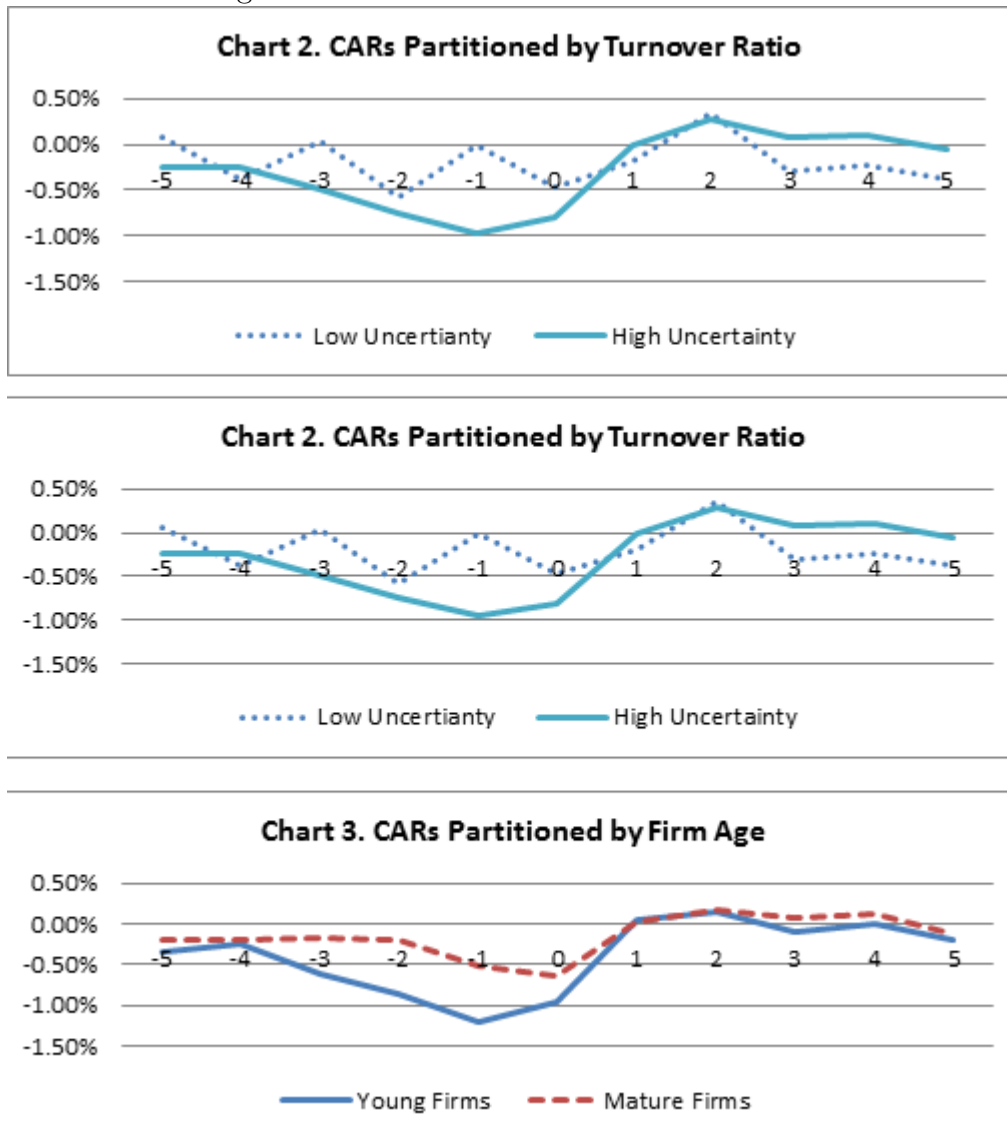 Chart 2. CARs Partitioned by Turnover Ratio
0.50%
0.00%
-5 -4 -3 -2 -1 0 1 2 3 4 5
-0.50%
-1.00%
-1.50%
Low Uncertianty High Uncertainty
Chart 2. CARs Partitioned by Turnover Ratio
0.50%
0.00%
-5 -4 -3 -2 -1 0 1 2 3 4 5
-0.50%
-1.00%
-1.50%
Low Uncertianty High Uncertainty
Chart 3. CARs Partitioned by Firm Age
0.50%
0.00%
-5 -4 -3 -2 -1 0 1 2 3 4 5
-0.50%
-1.00%
-1.50%
Young Firms Mature Firms